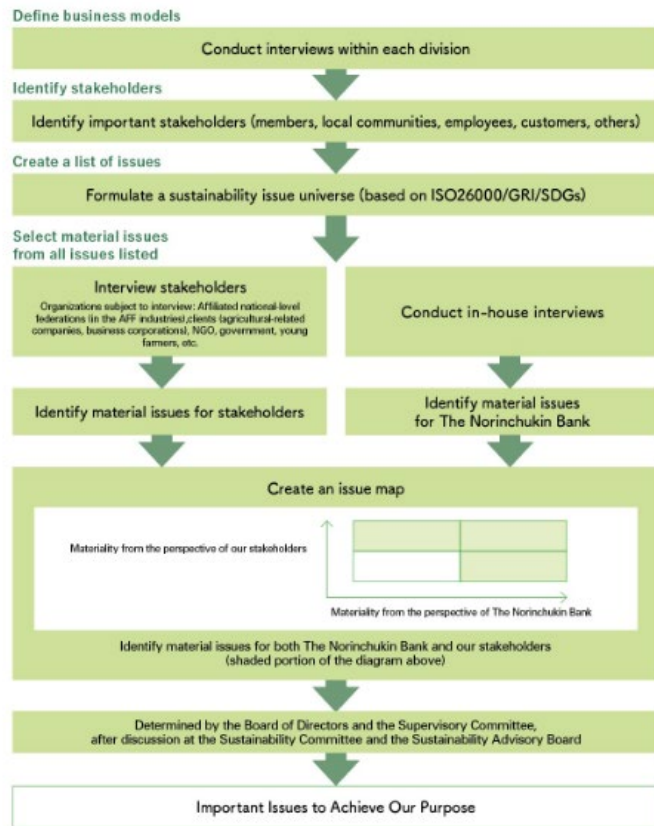 Define business models
Conduct interviews within each division
Identify stakeholders
Identify important stakeholders (members, local communities, employees, customers, others)
Create a list of issues
Formulate a sustainability issue universe (based on ISO26000/GRI/SDGs)
Select material issues
from all issues listed
Interview stakeholders
Organizations subject to interview: Affiliated national-level
federations (in the AFF industries),clients (agricultural-related
companies, business corporations), NGO, government, young
farmers, etc.
Conduct in-house interviews
Identify material issues for stakeholders
Identify material issues
for The Norinchukin Bank
Create an issue map
Materiality from the perspective of our stakeholders
Materiality from the perspective of The Norinchukin Bank
Identify material issues for both The Norinchukin Bank and our stakeholders
(shaded portion of the diagram above)
Determined by the Board of Directors and the Supervisory Committee,
after discussion at the Sustainability Committee and the Sustainability Advisory Board
Important Issues to Achieve Our Purpose